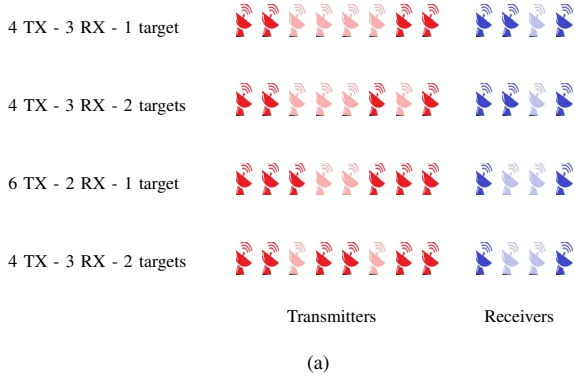 4 TX - 3 RX - 1 target
4 TX - 3 RX - 2 targets
6 TX - 2 RX - 1 target
4 TX - 3 RX - 2 targets
Transmitters Receivers
(a)